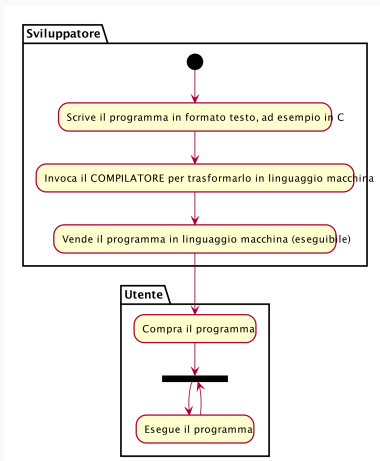 Sviluppatore
Scrive il programma in formato testo, ad esempio in C
Invoca il COMPILATORE per trasformarlo in linguaggio macchina
Vende il programma in linguaggio macchina (eseguibile)
Utente
Compra il programma
Esegue il programma